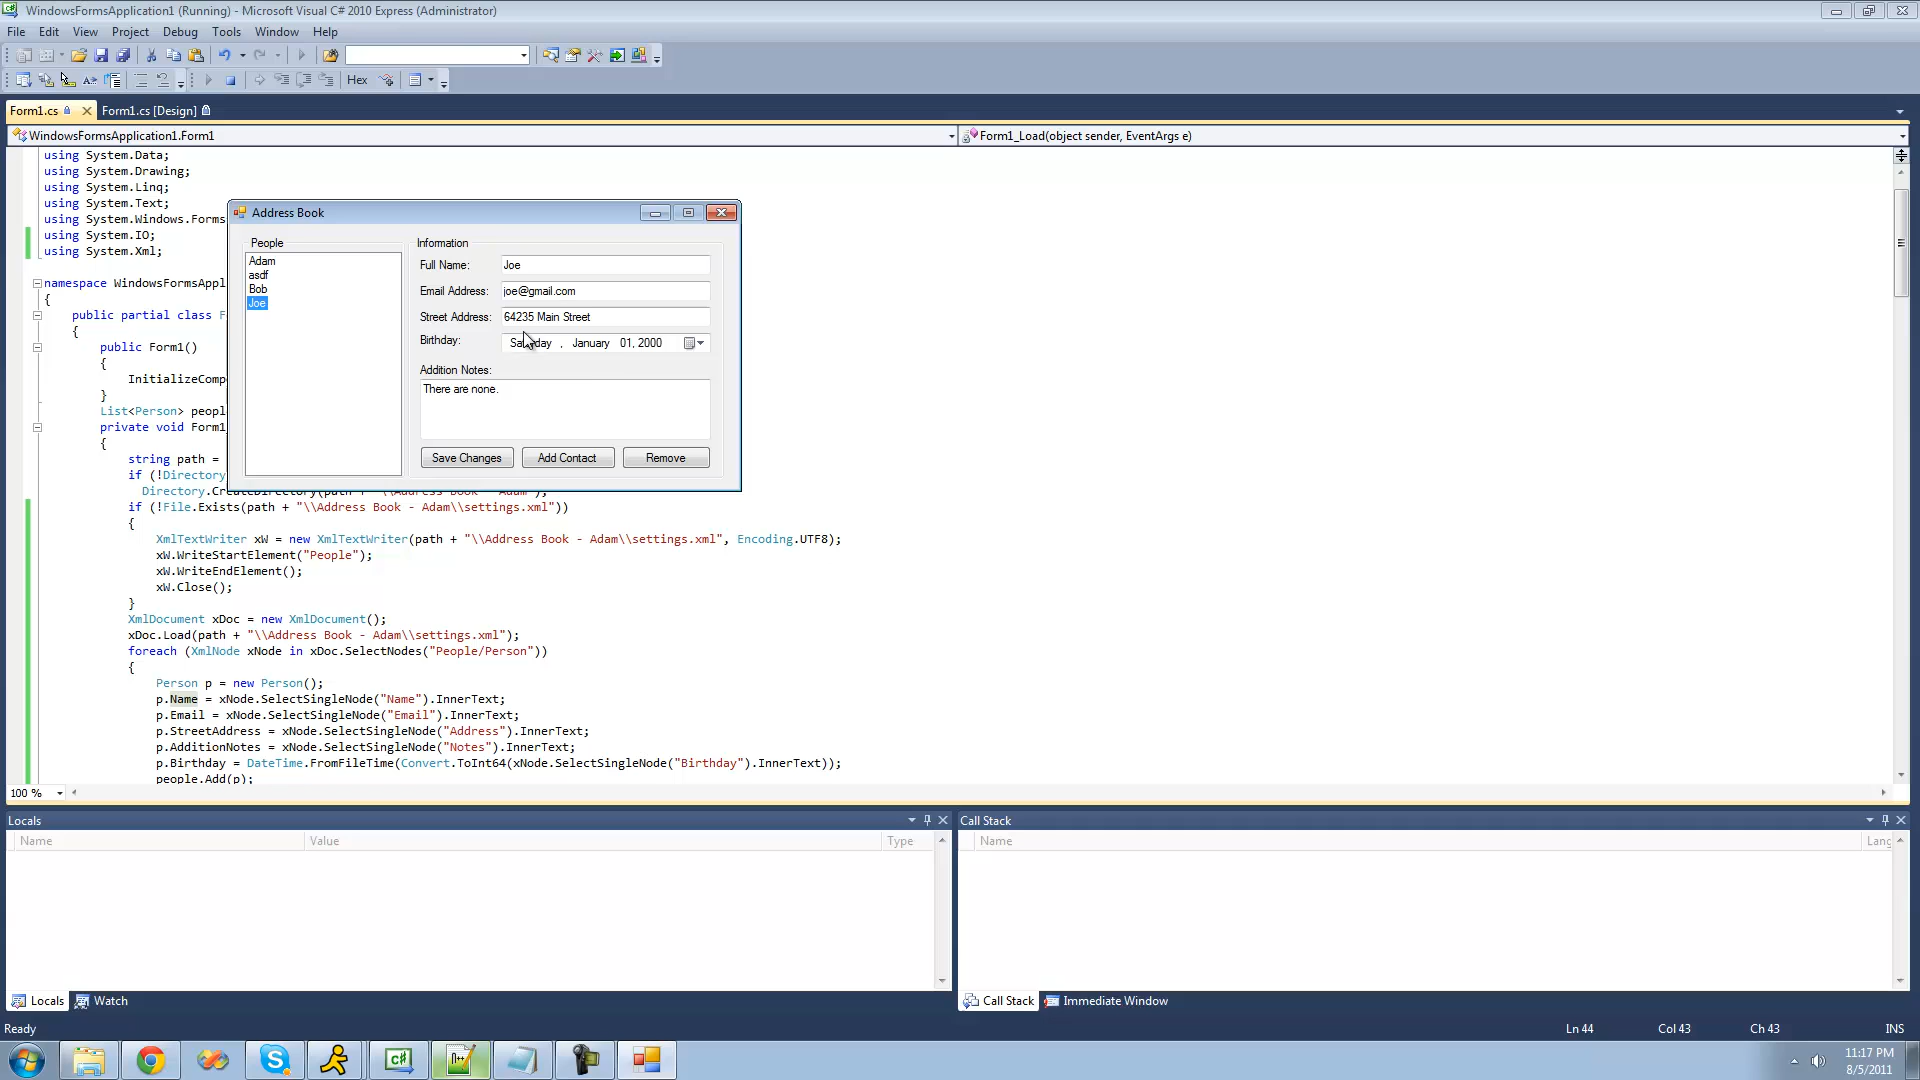 WindowsFormsApplication1 (Running) - Microsoft Visual C# 2010 Express (Administrator)
File Edit View Project Debug Tools Window Help
Hex
Form1.cs Form1.cs [Design]
WindowsFormsApplication1.Form1 Form1_Load(object sender, EventArgs e)
using System.Data;
using System.Drawing;
using System.Linq;
using System.Text;
using System.Windows.Forms
using System.IO;
using System.Xml;
namespace WindowsFormsAppl
{
public partial class F
{
public Form1()
{
InitializeComp
}
List<Person> peopl
private void Form1
{
string path =
if (!Directory
Directory.CreateDirectory(path + "\\Address Book - Adam");
if (!File.Exists(path + "\\Address Book - Adam\\settings.xml"))
{
XmlTextWriter xW = new XmlTextWriter(path + "\\Address Book - Adam\\settings.xml", Encoding.UTF8);
xW.WriteStartElement("People");
xW.WriteEndElement();
xW.Close();
}
XmlDocument xDoc = new XmlDocument();
xDoc.Load(path + "\\Address Book - Adam\\settings.xml");
foreach (XmlNode xNode in xDoc.SelectNodes("People/Person"))
{
Person p = new Person();
p.Name = xNode.SelectSingleNode("Name").InnerText;
p.Email = xNode.SelectSingleNode("Email").InnerText;
p.StreetAddress = xNode.SelectSingleNode("Address").InnerText;
p.AdditionNotes = xNode.SelectSingleNode("Notes").InnerText;
p.Birthday = DateTime.FromFileTime(Convert.ToInt64(xNode.SelectSingleNode("Birthday").InnerText));
people.Add(p);
Address Book
People
Adam
asdf
Bob
Joe
Information
Full Name: Joe
Email Address: joe@gmail.com
Street Address: 64235 Main Street
Birthday: Saturday , January 01, 2000
Addition Notes:
There are none.
Save Changes Add Contact Remove
100 %
Locals
Name Value Type
Call Stack
Name Lang
Locals Watch
Call Stack Immediate Window
Ready Ln 44 Col 43 Ch 43 INS
11:17 PM
8/5/2011